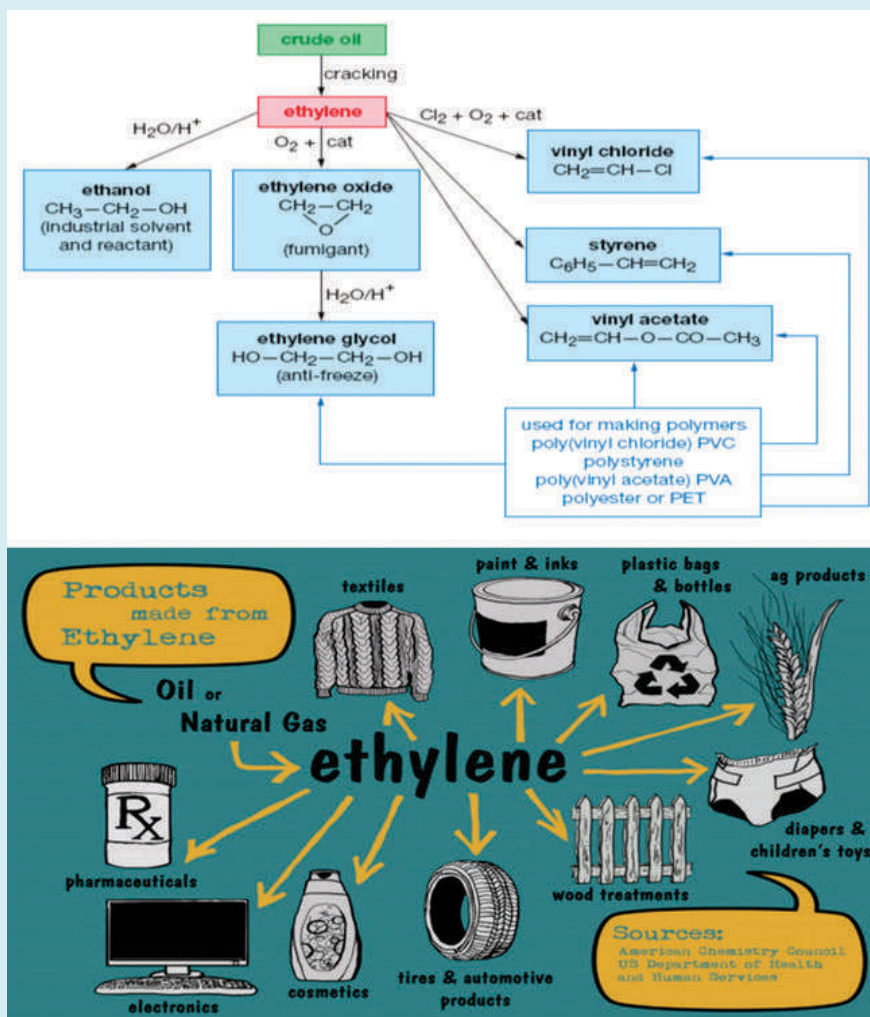 crude oil
cracking
ethylene
H₂O/H⁺
O₂ + cat
Cl₂ + O₂ + cat
ethanol
CH₃—CH₂—OH
(industrial solvent
and reactant)
ethylene oxide
CH₂—CH₂
O
(fumigant)
vinyl chloride
CH₂=CH—Cl
styrene
C₆H₅—CH=CH₂
H₂O/H⁺
ethylene glycol
HO—CH₂—CH₂—OH
(anti-freeze)
vinyl acetate
CH₂=CH—O—CO—CH₃
used for making polymers
poly(vinyl chloride) PVC
polystyrene
poly(vinyl acetate) PVA
polyester or PET
Products
made from
Ethylene
textiles
paint & inks
plastic bags
& bottles
ag products
Oil or
Natural Gas
ethylene
Rx
pharmaceuticals
electronics
cosmetics
tires & automotive
products
wood treatments
diapers &
children's toys
Sources:
American Chemistry Council
US Department of Health
and Human Services